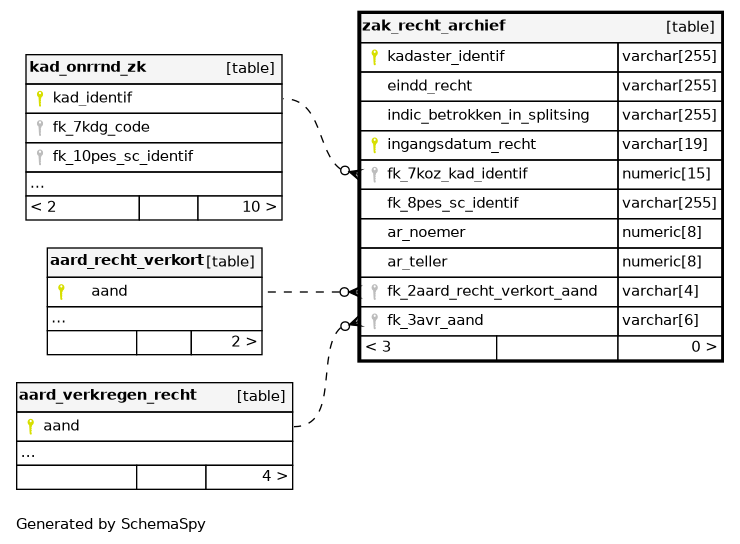 zak_recht_archief [table]
kadaster_identif varchar[255]
eindd_recht varchar[255]
indic_betrokken_in_splitsing varchar[255]
ingangsdatum_recht varchar[19]
fk_7koz_kad_identif numeric[15]
fk_8pes_sc_identif varchar[255]
ar_noemer numeric[8]
ar_teller numeric[8]
fk_2aard_recht_verkort_aand varchar[4]
fk_3avr_aand varchar[6]
< 3 0 >
kad_onrrnd_zk [table]
kad_identif
fk_7kdg_code
fk_10pes_sc_identif
...
< 2 10 >
aard_recht_verkort [table]
aand
...
2 >
aard_verkregen_recht [table]
aand
...
4 >
Generated by SchemaSpy